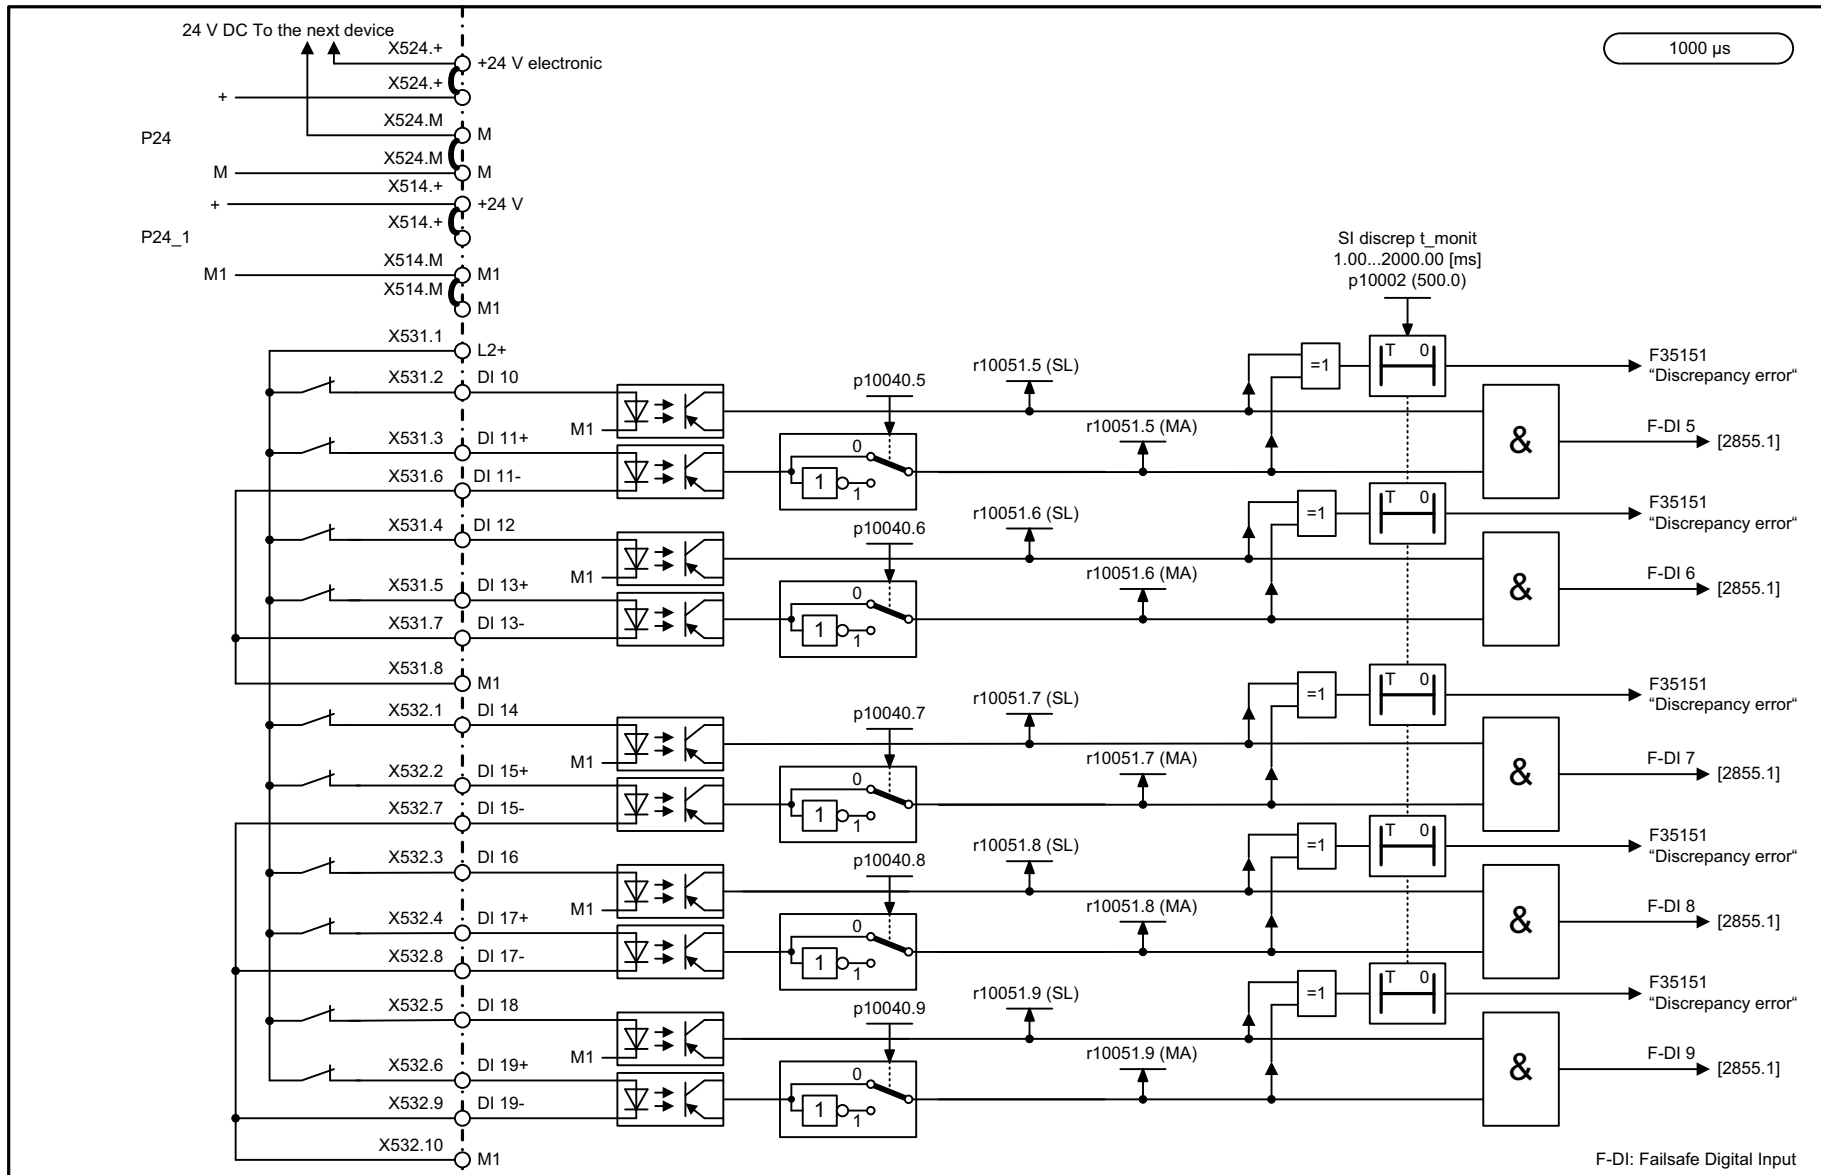 24 V DC To the next device
1000 µs
X524.+
+24 V electronic
X524.+
+
X524.M
M
P24
X524.M
M
M
X514.+
+
+24 V
X514.+
P24_1
SI discrep t_monit
1.00...2000.00 [ms]
p10002 (500.0)
X514.M
M1
M1
X514.M
M1
X531.1
L2+
=1
T 0
F35151
“Discrepancy error“
X531.2
DI 10
p10040.5
r10051.5 (SL)
M1
r10051.5 (MA)
F-DI 5
[2855.1]
&
X531.3
DI 11+
0
1
1
X531.6
DI 11-
=1
T 0
F35151
“Discrepancy error“
X531.4
DI 12
p10040.6
r10051.6 (SL)
M1
r10051.6 (MA)
F-DI 6
[2855.1]
&
X531.5
DI 13+
0
1
1
X531.7
DI 13-
X531.8
M1
=1
T 0
F35151
“Discrepancy error“
X532.1
DI 14
p10040.7
r10051.7 (SL)
M1
r10051.7 (MA)
F-DI 7
[2855.1]
&
X532.2
DI 15+
0
1
1
X532.7
DI 15-
=1
T 0
F35151
“Discrepancy error“
X532.3
DI 16
p10040.8
r10051.8 (SL)
M1
r10051.8 (MA)
F-DI 8
[2855.1]
&
X532.4
DI 17+
0
1
1
X532.8
DI 17-
=1
T 0
F35151
“Discrepancy error“
X532.5
DI 18
p10040.9
r10051.9 (SL)
M1
r10051.9 (MA)
F-DI 9
[2855.1]
&
X532.6
DI 19+
0
1
1
X532.9
DI 19-
X532.10
M1
F-DI: Failsafe Digital Input